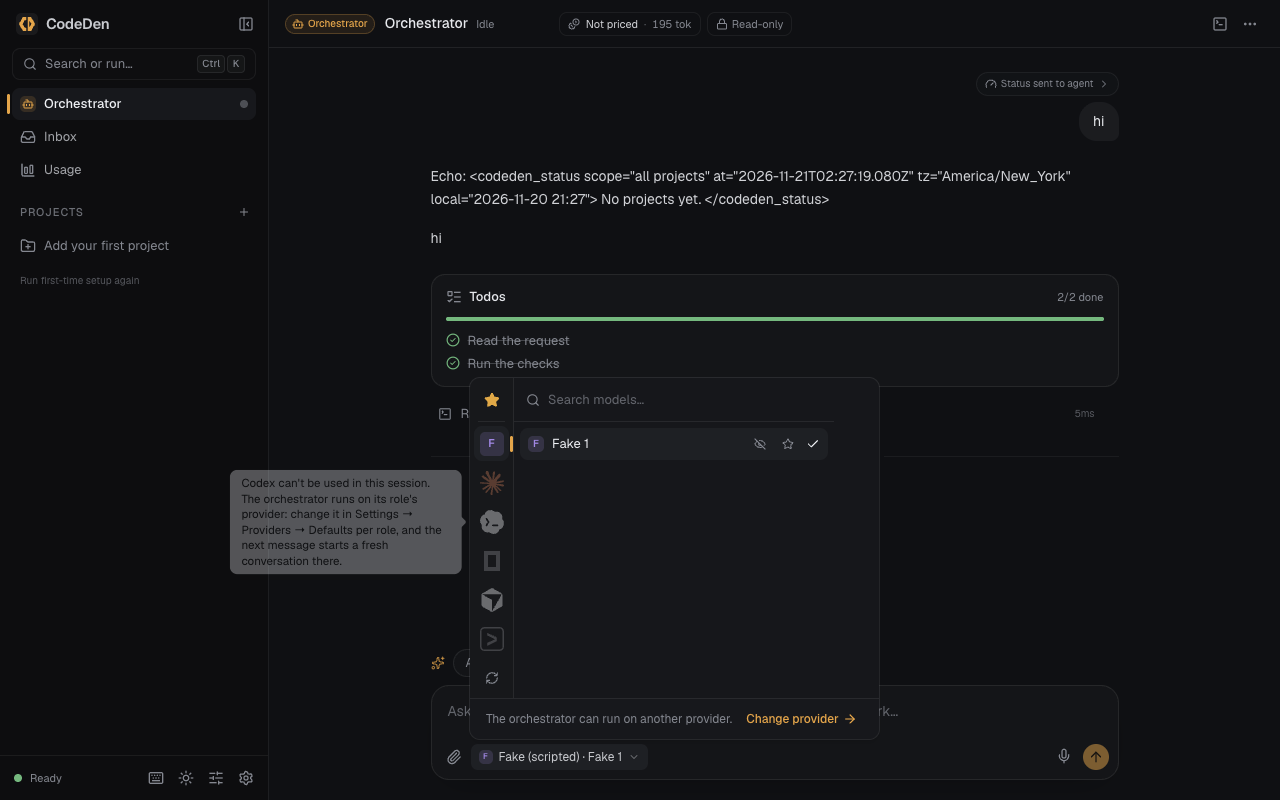 CodeDen
Search or run…
Ctrl
K
Orchestrator
Inbox
Usage
PROJECTS
Add your first project
Run first-time setup again
Ready
Orchestrator
Orchestrator
Idle
Not priced · 195 tok
Read-only
Status sent to agent
hi
Echo: <codeden_status scope="all projects" at="2026-11-21T02:27:19.080Z" tz="America/New_York"
local="2026-11-20 21:27"> No projects yet. </codeden_status>
hi
Todos
2/2 done
Read the request
Run the checks
5ms
Search models…
F
F
Fake 1
Codex can't be used in this session.
The orchestrator runs on its role's
provider: change it in Settings →
Providers → Defaults per role, and the
next message starts a fresh
conversation there.
The orchestrator can run on another provider.
Change provider →
Ask
F
Fake (scripted) · Fake 1